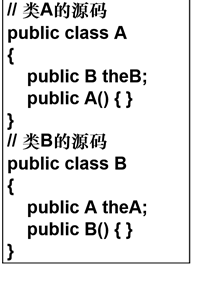 // 类A的源码
public class A
{
public B theB;
public A() { }
}
// 类B的源码
public class B
{
public A theA;
public B() { }
}